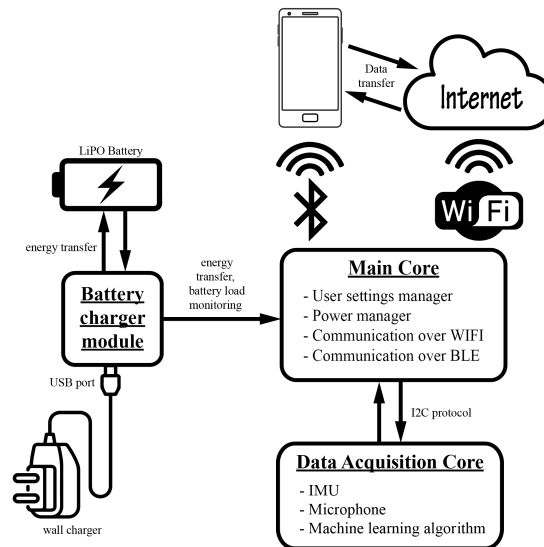 Data
transfer
Internet
LiPO Battery
Wi Fi
energy transfer
energy
transfer,
battery load
monitoring
Battery
charger
module
Main Core
- User settings manager
- Power manager
- Communication over WIFI
- Communication over BLE
USB port
I2C protocol
Data Acquisition Core
- IMU
- Microphone
- Machine learning algorithm
wall charger